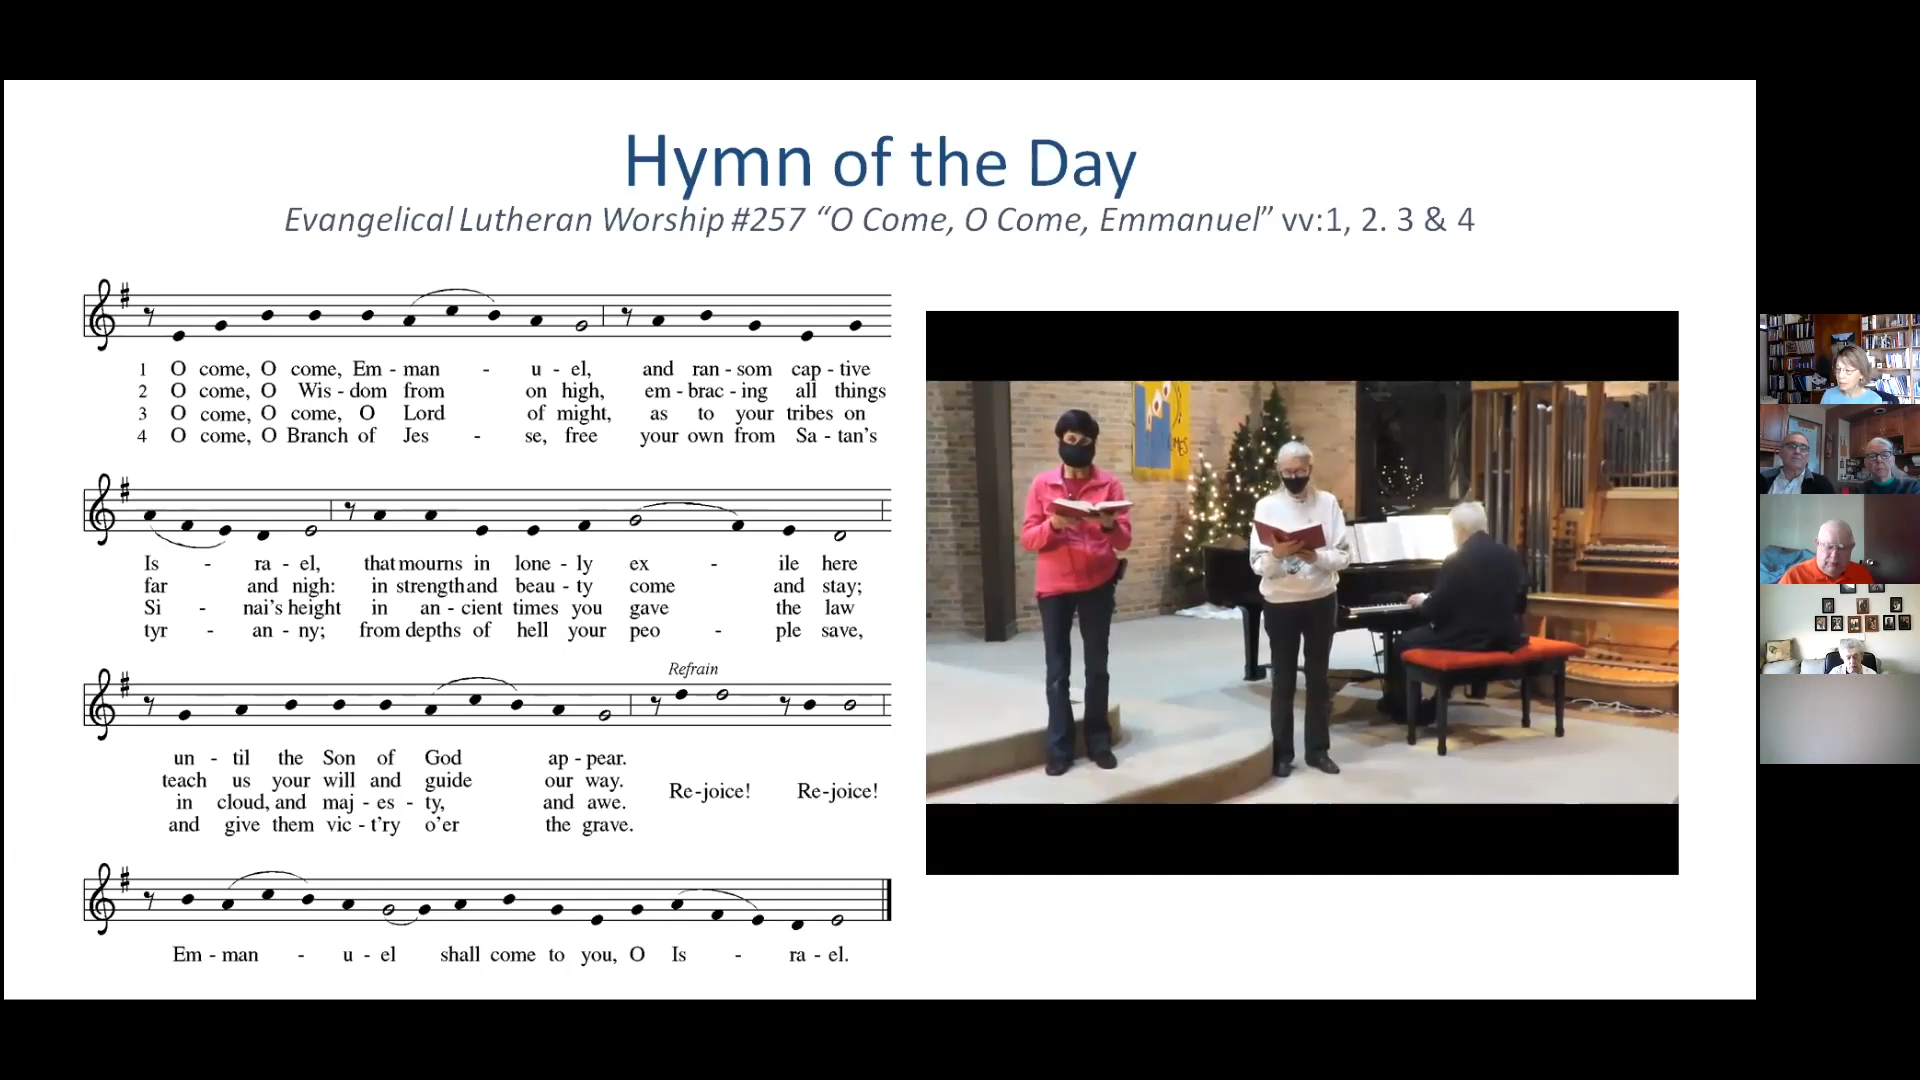 Hymn of the Day
Evangelical Lutheran Worship #257 “O Come, O Come, Emmanuel” vv:1, 2. 3 & 4
1 O come, O come, Em - man - u - el, and ran - som cap - tive
2 O come, O Wis - dom from on high, em - brac - ing all things
3 O come, O come, O Lord of might, as to your tribes on
4 O come, O Branch of Jes - se, free your own from Sa - tan's
Is - ra - el, that mourns in lone - ly ex - ile here
far and nigh: in strength and beau - ty come and stay;
Si - nai's height in an - cient times you gave the law
tyr - an - ny; from depths of hell your peo - ple save,
Refrain
un - til the Son of God ap - pear.
teach us your will and guide our way.
Re-joice! Re-joice!
in cloud, and maj - es - ty, and awe.
and give them vic - t'ry o'er the grave.
Em - man - u - el shall come to you, O Is - ra - el.